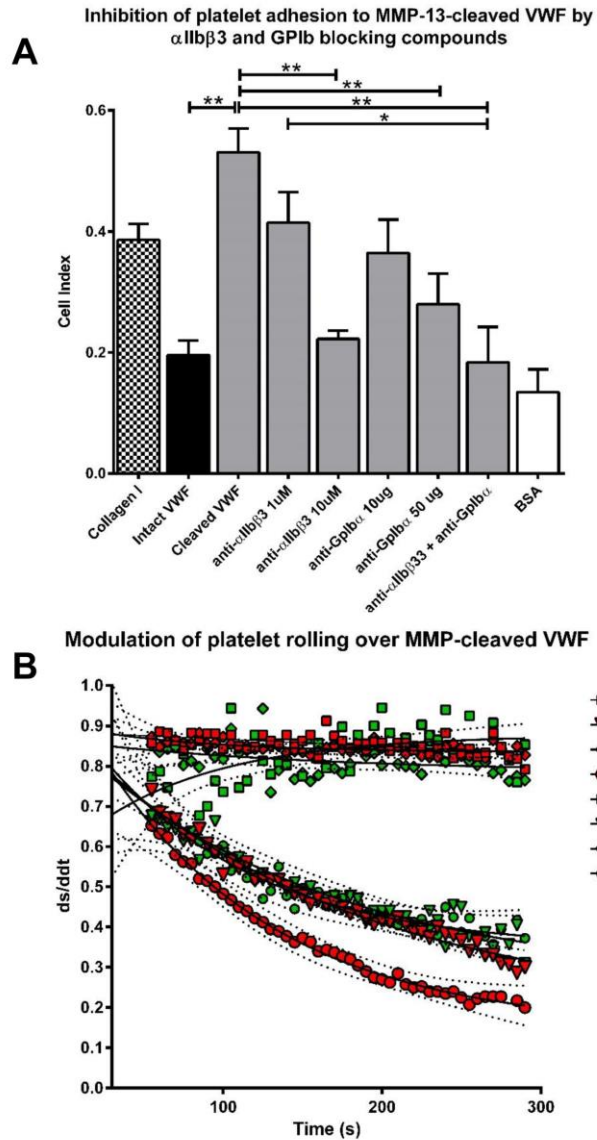 Inhibition of platelet adhesion to MMP-13-cleaved VWF by
αIIbβ3 and GPIb blocking compounds
A
**
**
**
**
*
0.6
0.4
0.2
0.0
Cell Index
Collagen I
Intact VWF
Cleaved VWF
anti-αIIbβ3 1uM
anti-αIIbβ3 10uM
anti-GpIbα 10ug
anti-GpIbα 50 ug
anti-αIIbβ33 + anti-GpIbα
BSA
Modulation of platelet rolling over MMP-cleaved VWF
B
1.0
0.9
0.8
0.7
0.6
0.5
0.4
0.3
0.2
0.1
0.0
ds/ddt
100
200
300
Time (s)